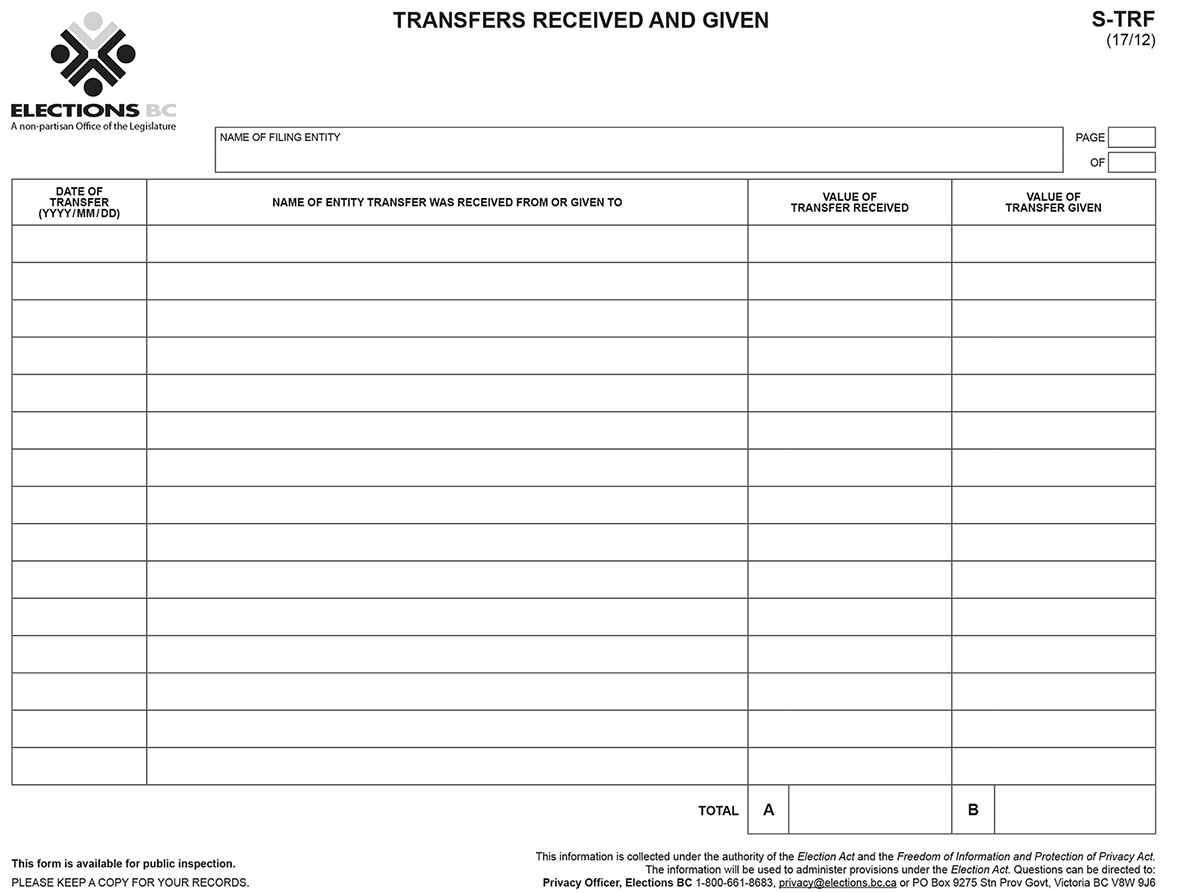 TRANSFERS RECEIVED AND GIVEN
S-TRF
(17/12)
ELECTIONS BC
A non-partisan Office of the Legislature
NAME OF FILING ENTITY
PAGE
OF
DATE OF
TRANSFER
(YYYY/MM/DD)
NAME OF ENTITY TRANSFER WAS RECEIVED FROM OR GIVEN TO
VALUE OF
TRANSFER RECEIVED
VALUE OF
TRANSFER GIVEN
TOTAL
A
B
This form is available for public inspection.
PLEASE KEEP A COPY FOR YOUR RECORDS.
This information is collected under the authority of the Election Act and the Freedom of Information and Protection of Privacy Act.
The information will be used to administer provisions under the Election Act. Questions can be directed to:
Privacy Officer, Elections BC 1-800-661-8683, privacy@elections.bc.ca or PO Box 9275 Stn Prov Govt, Victoria BC V8W 9J6